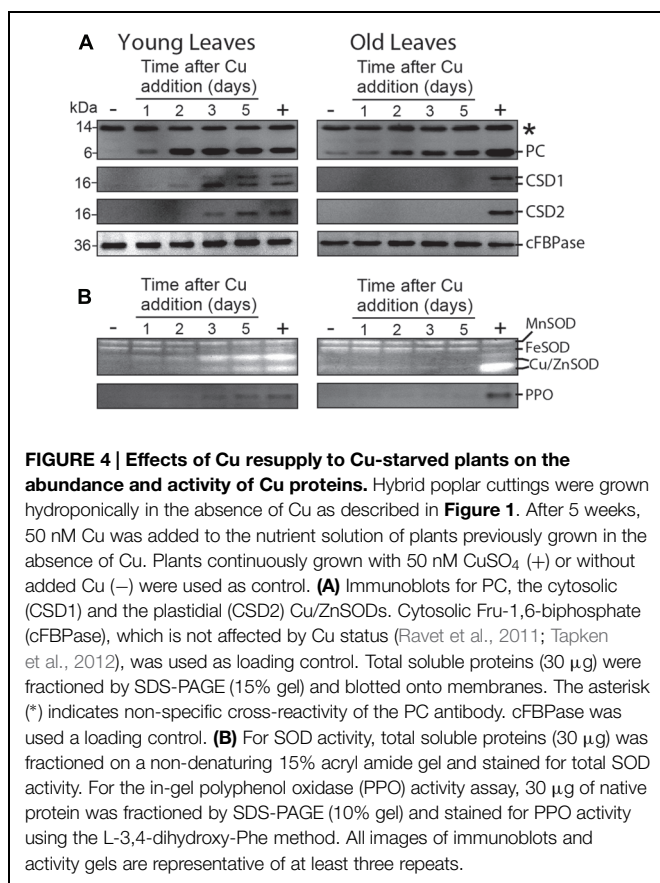 A Young Leaves Old Leaves
Time after Cu addition (days) Time after Cu addition (days)
kDa - 1 2 3 5 + - 1 2 3 5 +
14- *
6- -PC
16- -CSD1
16- -CSD2
36- -cFBPase
B Time after Cu addition (days) Time after Cu addition (days)
- 1 2 3 5 + - 1 2 3 5 +
MnSOD
FeSOD
Cu/ZnSOD
-PPO
FIGURE 4 | Effects of Cu resupply to Cu-starved plants on the
abundance and activity of Cu proteins. Hybrid poplar cuttings were grown
hydroponically in the absence of Cu as described in Figure 1. After 5 weeks,
50 nM Cu was added to the nutrient solution of plants previously grown in the
absence of Cu. Plants continuously grown with 50 nM CuSO₄ (+) or without
added Cu (−) were used as control. (A) Immunoblots for PC, the cytosolic
(CSD1) and the plastidial (CSD2) Cu/ZnSODs. Cytosolic Fru-1,6-biphosphate
(cFBPase), which is not affected by Cu status (Ravet et al., 2011; Tapken
et al., 2012), was used as loading control. Total soluble proteins (30 μg) were
fractioned by SDS-PAGE (15% gel) and blotted onto membranes. The asterisk
(*) indicates non-specific cross-reactivity of the PC antibody. cFBPase was
used a loading control. (B) For SOD activity, total soluble proteins (30 μg) was
fractioned on a non-denaturing 15% acryl amide gel and stained for total SOD
activity. For the in-gel polyphenol oxidase (PPO) activity assay, 30 μg of native
protein was fractioned by SDS-PAGE (10% gel) and stained for PPO activity
using the L-3,4-dihydroxy-Phe method. All images of immunoblots and
activity gels are representative of at least three repeats.